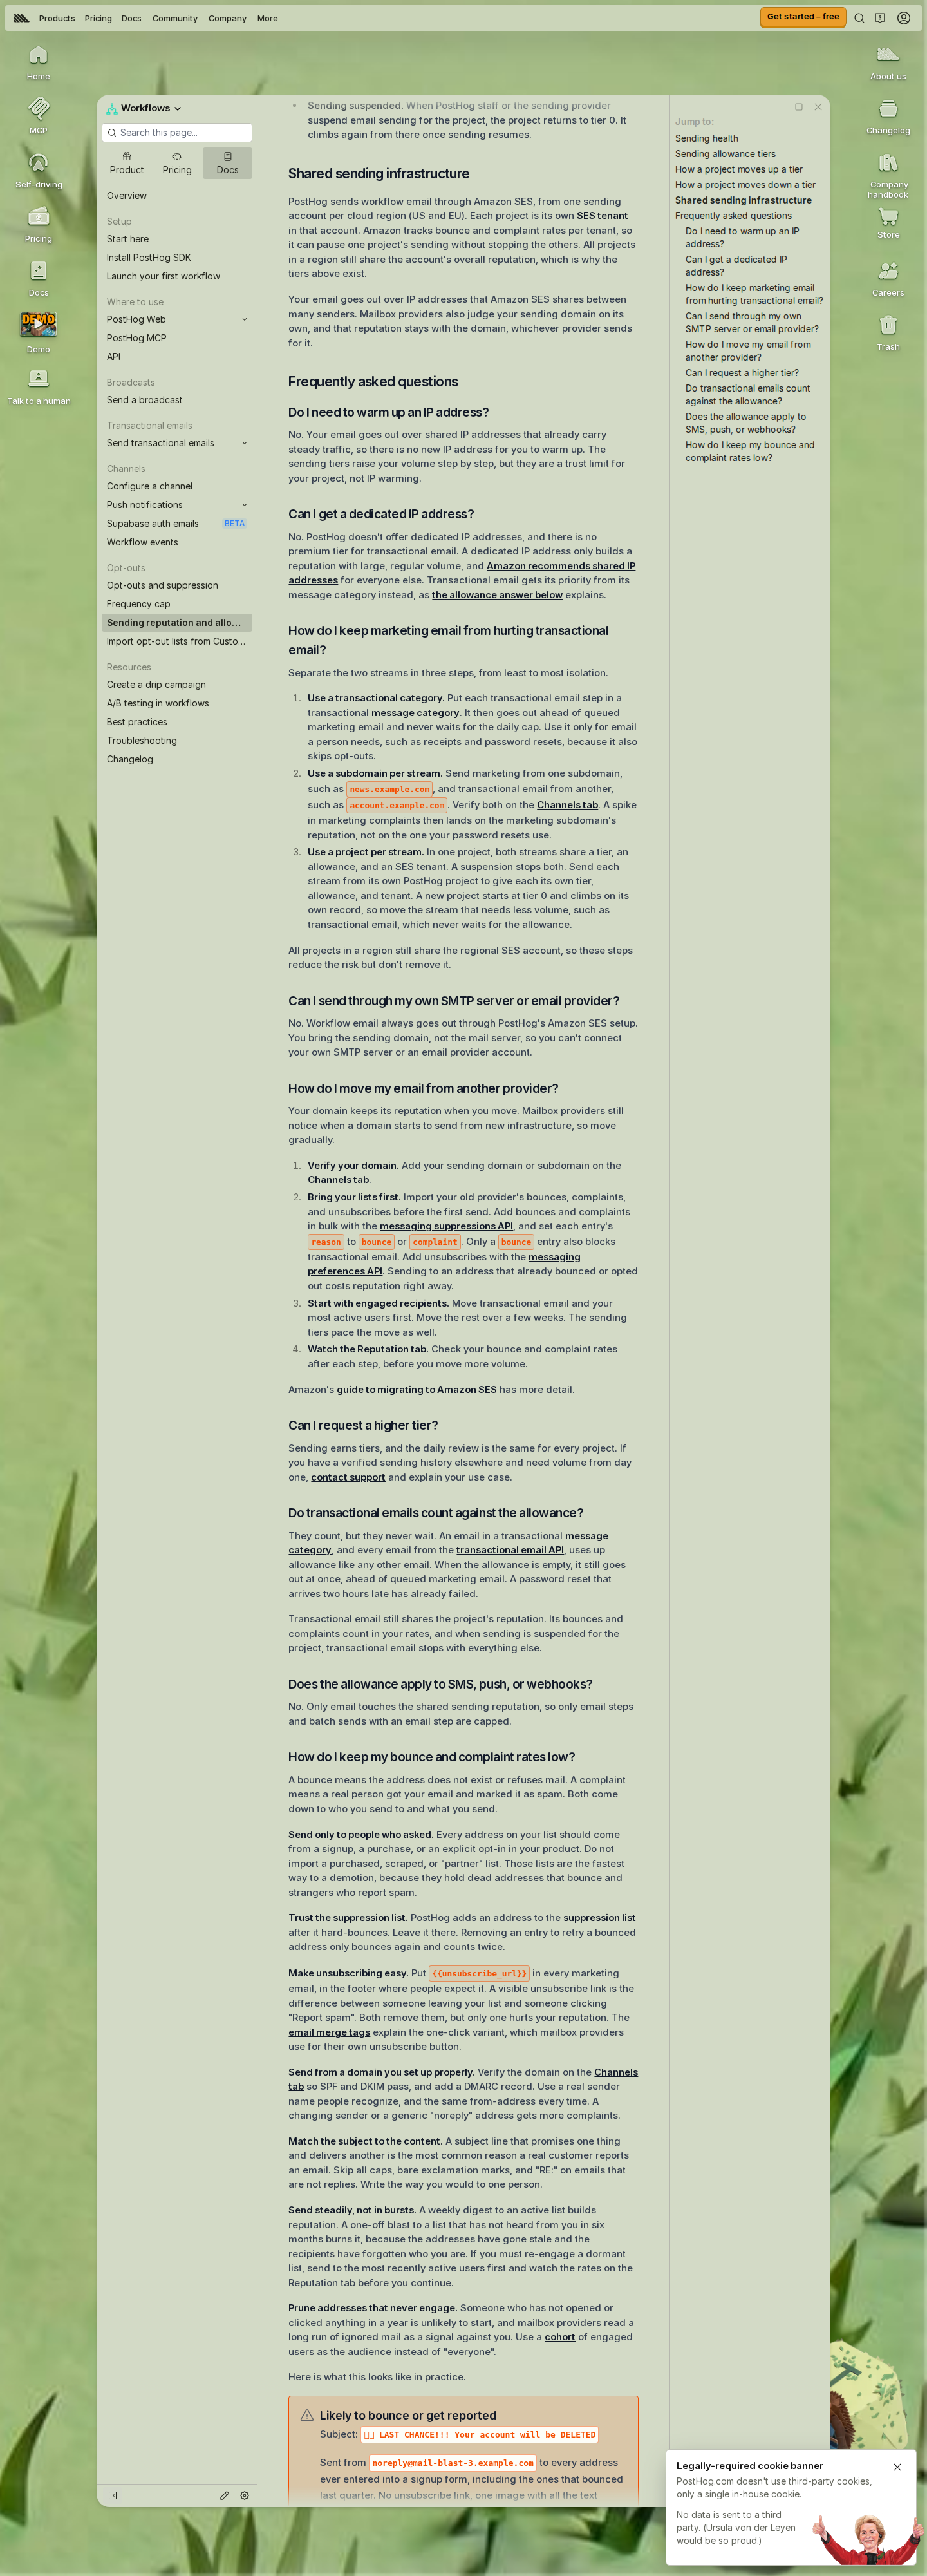 Products Pricing Docs Community Company More
Get started – free
Home
MCP
Self-driving
Pricing
Docs
DEMO
Demo
Talk to a human
About us
Changelog
Company
handbook
Store
Careers
Trash
Workflows
Search this page...
Product Pricing Docs
Overview
Setup
Start here
Install PostHog SDK
Launch your first workflow
Where to use
PostHog Web
PostHog MCP
API
Broadcasts
Send a broadcast
Transactional emails
Send transactional emails
Channels
Configure a channel
Push notifications
Supabase auth emails BETA
Workflow events
Opt-outs
Opt-outs and suppression
Frequency cap
Sending reputation and allo...
Import opt-out lists from Custo...
Resources
Create a drip campaign
A/B testing in workflows
Best practices
Troubleshooting
Changelog
Sending suspended. When PostHog staff or the sending provider
suspend email sending for the project, the project returns to tier 0. It
climbs again from there once sending resumes.
Shared sending infrastructure
PostHog sends workflow email through Amazon SES, from one sending
account per cloud region (US and EU). Each project is its own SES tenant
in that account. Amazon tracks bounce and complaint rates per tenant, so
it can pause one project's sending without stopping the others. All projects
in a region still share the account's overall reputation, which is why the
tiers above exist.
Your email goes out over IP addresses that Amazon SES shares between
many senders. Mailbox providers also judge your sending domain on its
own, and that reputation stays with the domain, whichever provider sends
for it.
Frequently asked questions
Do I need to warm up an IP address?
No. Your email goes out over shared IP addresses that already carry
steady traffic, so there is no new IP address for you to warm up. The
sending tiers raise your volume step by step, but they are a trust limit for
your project, not IP warming.
Can I get a dedicated IP address?
No. PostHog doesn't offer dedicated IP addresses, and there is no
premium tier for transactional email. A dedicated IP address only builds a
reputation with large, regular volume, and Amazon recommends shared IP
addresses for everyone else. Transactional email gets its priority from its
message category instead, as the allowance answer below explains.
How do I keep marketing email from hurting transactional
email?
Separate the two streams in three steps, from least to most isolation.
1. Use a transactional category. Put each transactional email step in a
transactional message category. It then goes out ahead of queued
marketing email and never waits for the daily cap. Use it only for email
a person needs, such as receipts and password resets, because it also
skips opt-outs.
2. Use a subdomain per stream. Send marketing from one subdomain,
such as news.example.com, and transactional email from another,
such as account.example.com. Verify both on the Channels tab. A spike
in marketing complaints then lands on the marketing subdomain's
reputation, not on the one your password resets use.
3. Use a project per stream. In one project, both streams share a tier, an
allowance, and an SES tenant. A suspension stops both. Send each
stream from its own PostHog project to give each its own tier,
allowance, and tenant. A new project starts at tier 0 and climbs on its
own record, so move the stream that needs less volume, such as
transactional email, which never waits for the allowance.
All projects in a region still share the regional SES account, so these steps
reduce the risk but don't remove it.
Can I send through my own SMTP server or email provider?
No. Workflow email always goes out through PostHog's Amazon SES setup.
You bring the sending domain, not the mail server, so you can't connect
your own SMTP server or an email provider account.
How do I move my email from another provider?
Your domain keeps its reputation when you move. Mailbox providers still
notice when a domain starts to send from new infrastructure, so move
gradually.
1. Verify your domain. Add your sending domain or subdomain on the
Channels tab.
2. Bring your lists first. Import your old provider's bounces, complaints,
and unsubscribes before the first send. Add bounces and complaints
in bulk with the messaging suppressions API, and set each entry's
reason to bounce or complaint. Only a bounce entry also blocks
transactional email. Add unsubscribes with the messaging
preferences API. Sending to an address that already bounced or opted
out costs reputation right away.
3. Start with engaged recipients. Move transactional email and your
most active users first. Move the rest over a few weeks. The sending
tiers pace the move as well.
4. Watch the Reputation tab. Check your bounce and complaint rates
after each step, before you move more volume.
Amazon's guide to migrating to Amazon SES has more detail.
Can I request a higher tier?
Sending earns tiers, and the daily review is the same for every project. If
you have a verified sending history elsewhere and need volume from day
one, contact support and explain your use case.
Do transactional emails count against the allowance?
They count, but they never wait. An email in a transactional message
category, and every email from the transactional email API, uses up
allowance like any other email. When the allowance is empty, it still goes
out at once, ahead of queued marketing email. A password reset that
arrives two hours late has already failed.
Transactional email still shares the project's reputation. Its bounces and
complaints count in your rates, and when sending is suspended for the
project, transactional email stops with everything else.
Does the allowance apply to SMS, push, or webhooks?
No. Only email touches the shared sending reputation, so only email steps
and batch sends with an email step are capped.
How do I keep my bounce and complaint rates low?
A bounce means the address does not exist or refuses mail. A complaint
means a real person got your email and marked it as spam. Both come
down to who you send to and what you send.
Send only to people who asked. Every address on your list should come
from a signup, a purchase, or an explicit opt-in in your product. Do not
import a purchased, scraped, or "partner" list. Those lists are the fastest
way to a demotion, because they hold dead addresses that bounce and
strangers who report spam.
Trust the suppression list. PostHog adds an address to the suppression list
after it hard-bounces. Leave it there. Removing an entry to retry a bounced
address only bounces again and counts twice.
Make unsubscribing easy. Put {{unsubscribe_url}} in every marketing
email, in the footer where people expect it. A visible unsubscribe link is the
difference between someone leaving your list and someone clicking
"Report spam". Both remove them, but only one hurts your reputation. The
email merge tags explain the one-click variant, which mailbox providers
use for their own unsubscribe button.
Send from a domain you set up properly. Verify the domain on the Channels
tab so SPF and DKIM pass, and add a DMARC record. Use a real sender
name people recognize, and the same from-address every time. A
changing sender or a generic "noreply" address gets more complaints.
Match the subject to the content. A subject line that promises one thing
and delivers another is the most common reason a real customer reports
an email. Skip all caps, bare exclamation marks, and "RE:" on emails that
are not replies. Write the way you would to one person.
Send steadily, not in bursts. A weekly digest to an active list builds
reputation. A one-off blast to a list that has not heard from you in six
months burns it, because the addresses have gone stale and the
recipients have forgotten who you are. If you must re-engage a dormant
list, send to the most recently active users first and watch the rates on the
Reputation tab before you continue.
Prune addresses that never engage. Someone who has not opened or
clicked anything in a year is unlikely to start, and mailbox providers read a
long run of ignored mail as a signal against you. Use a cohort of engaged
users as the audience instead of "everyone".
Here is what this looks like in practice.
Likely to bounce or get reported
Subject: LAST CHANCE!!! Your account will be DELETED
Sent from noreply@mail-blast-3.example.com to every address
ever entered into a signup form, including the ones that bounced
last quarter. No unsubscribe link, one image with all the text
Jump to:
Sending health
Sending allowance tiers
How a project moves up a tier
How a project moves down a tier
Shared sending infrastructure
Frequently asked questions
Do I need to warm up an IP
address?
Can I get a dedicated IP
address?
How do I keep marketing email
from hurting transactional email?
Can I send through my own
SMTP server or email provider?
How do I move my email from
another provider?
Can I request a higher tier?
Do transactional emails count
against the allowance?
Does the allowance apply to
SMS, push, or webhooks?
How do I keep my bounce and
complaint rates low?
Legally-required cookie banner
PostHog.com doesn't use third-party cookies,
only a single in-house cookie.
No data is sent to a third
party. (Ursula von der Leyen
would be so proud.)